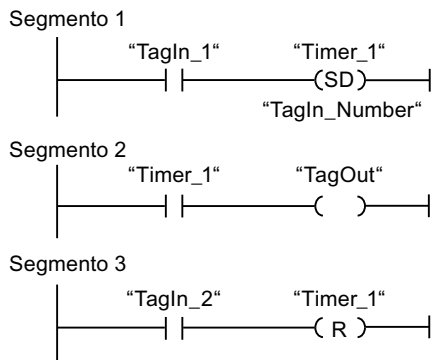 Segmento 1
“TagIn_1“ “Timer_1“
SD
“TagIn_Number“
Segmento 2
“Timer_1“ “TagOut“
Segmento 3
“TagIn_2“ “Timer_1“
R